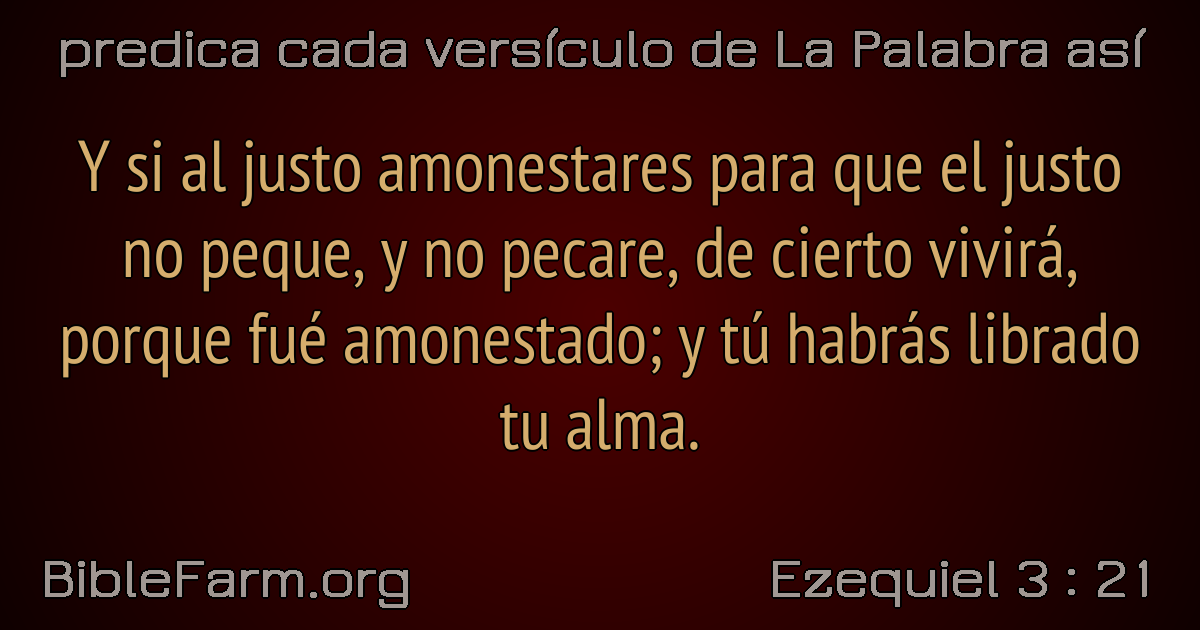 predica cada versículo de La Palabra así
Y si al justo amonestares para que el justo
no peque, y no pecare, de cierto vivirá,
porque fué amonestado; y tú habrás librado
tu alma.
BibleFarm.org
Ezequiel 3 : 21